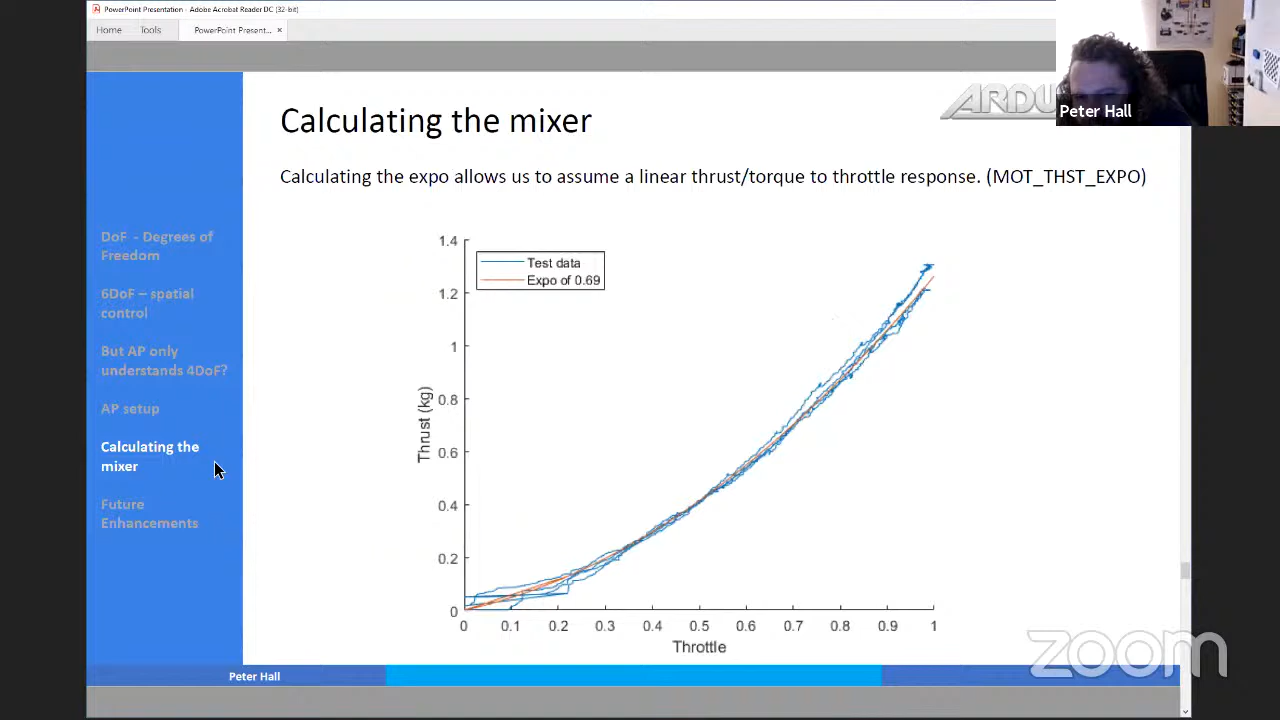 PowerPoint Presentation - Adobe Acrobat Reader DC (32-bit)
Home Tools PowerPoint Present... ×
Peter Hall
ARDU
Calculating the mixer
Calculating the expo allows us to assume a linear thrust/torque to throttle response. (MOT_THST_EXPO)
DoF - Degrees of
Freedom
6DoF – spatial
control
But AP only
understands 4DoF?
AP setup
Calculating the
mixer
Future
Enhancements
Test data
Expo of 0.69
1.4
1.2
1
0.8
0.6
0.4
0.2
0
Thrust (kg)
0 0.1 0.2 0.3 0.4 0.5 0.6 0.7 0.8 0.9 1
Throttle
zoom
Peter Hall